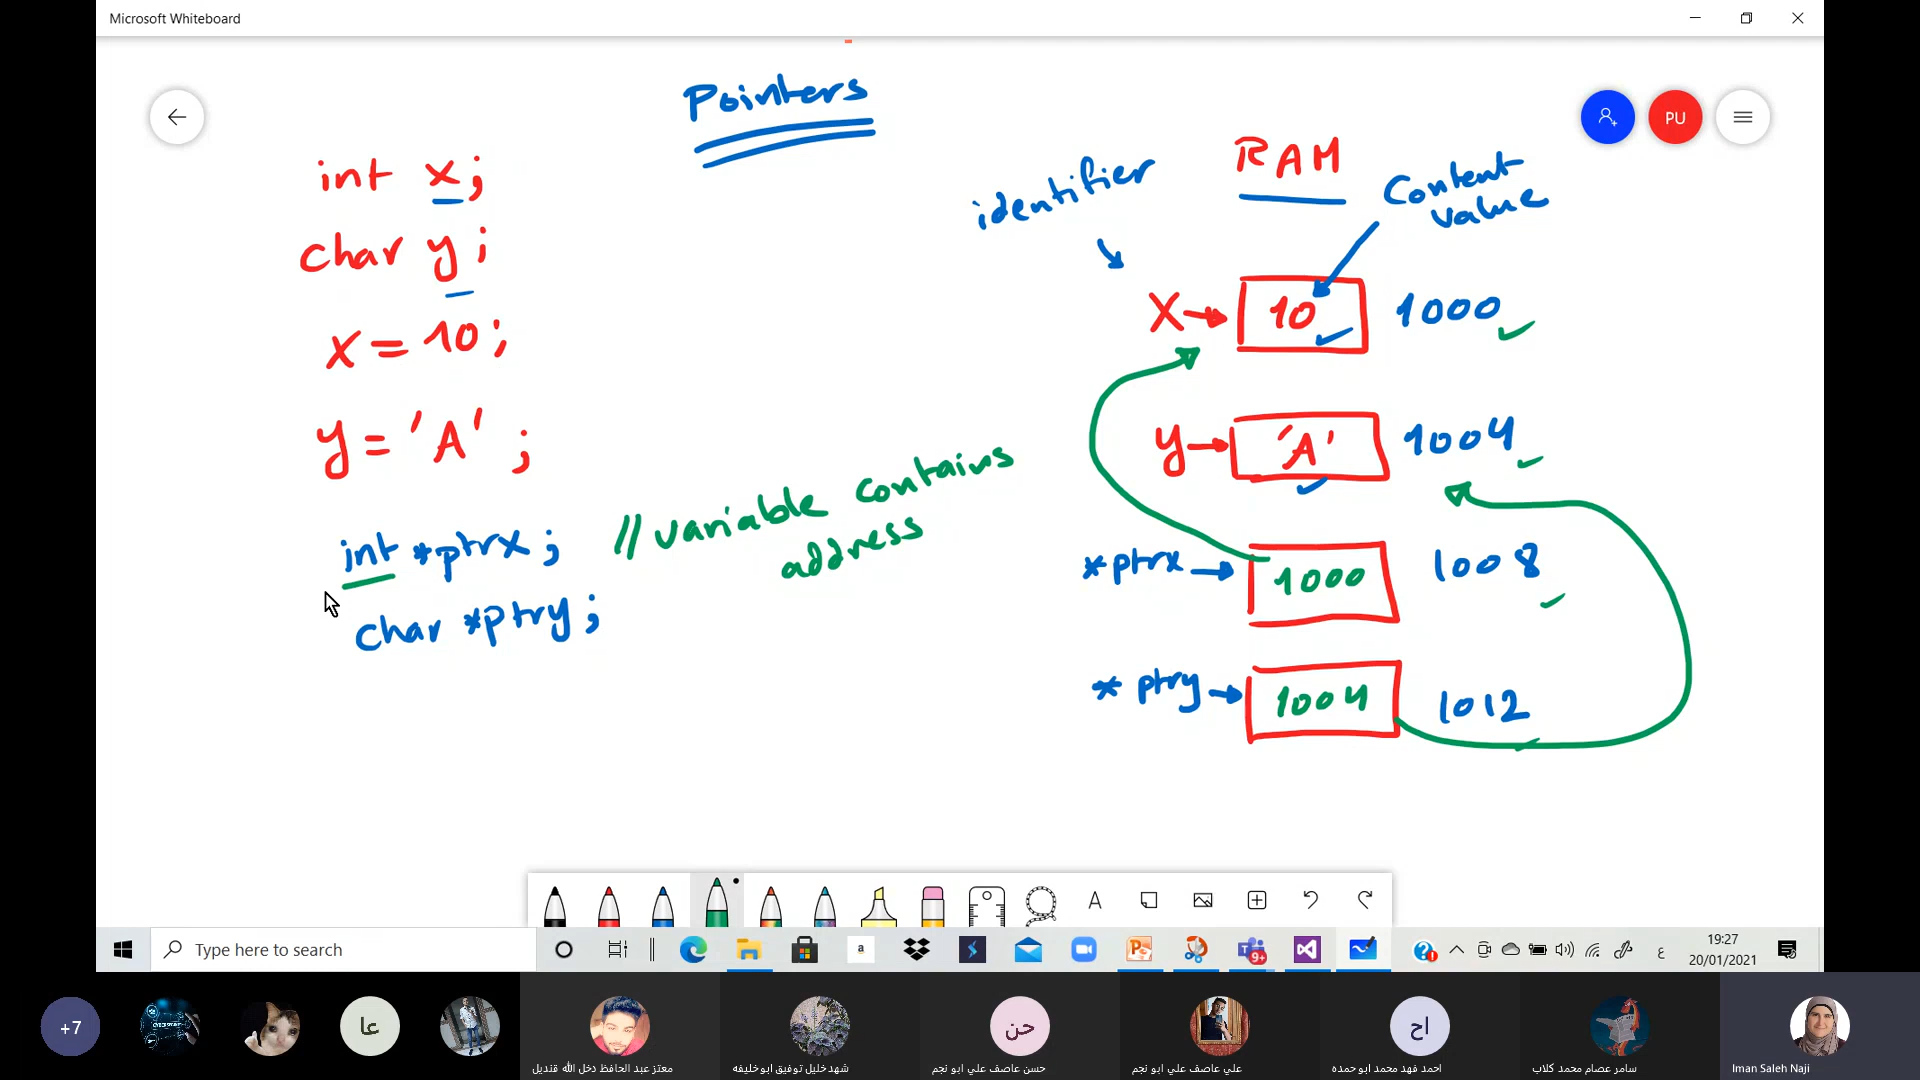 Microsoft Whiteboard
Pointers
int x;
char y;
x = 10;
y = 'A' ;
int *ptrx ;
char *ptry ;
// variable contains
address
RAM
identifier
Content
value
x
10
1000
y
'A'
1004
*ptrx
1000
1008
* ptry
1004
1012
PU
A
Type here to search
a
9+
ع
19:27
20/01/2021
+7
عا
حن
اح
معتز عبد الحافظ دخل الله قنديل
شهد خليل توفيق ابو خليفه
حسن عاصف علي ابو نجم
علي عاصف علي ابو نجم
احمد فهد محمد ابو حمده
سامر عصام محمد كلاب
Iman Saleh Naji